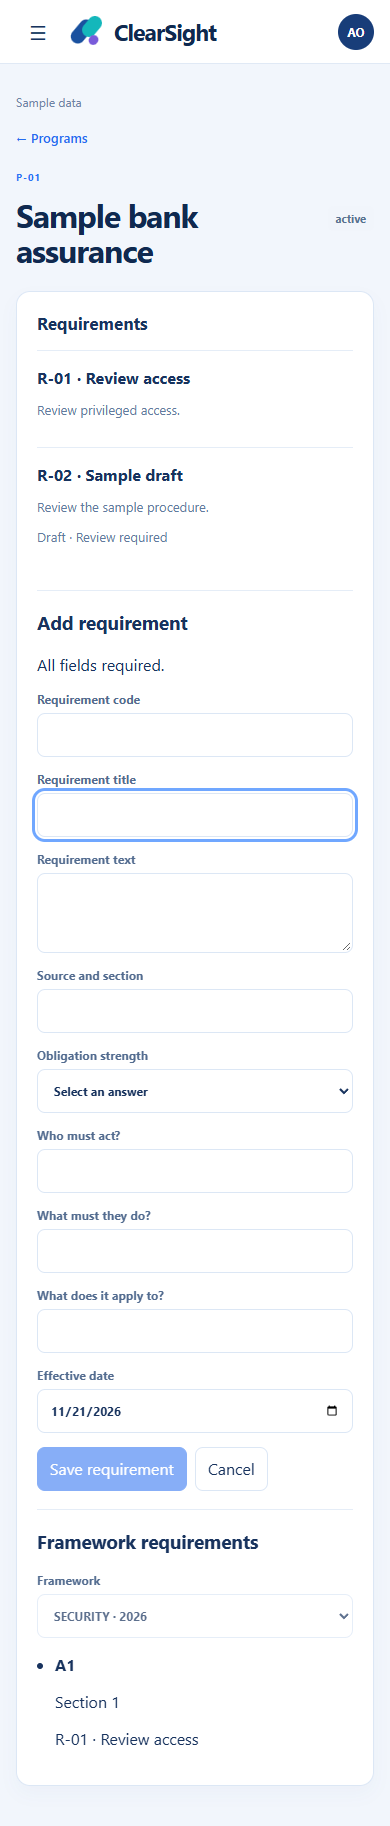 ☰ ClearSight AO
Sample data
← Programs
P-01
Sample bank
assurance
active
Requirements
R-01 · Review access
Review privileged access.
R-02 · Sample draft
Review the sample procedure.
Draft · Review required
Add requirement
All fields required.
Requirement code
Requirement title
Requirement text
Source and section
Obligation strength
Select an answer
Who must act?
What must they do?
What does it apply to?
Effective date
11/21/2026
Save requirement Cancel
Framework requirements
Framework
SECURITY · 2026
• A1
Section 1
R-01 · Review access